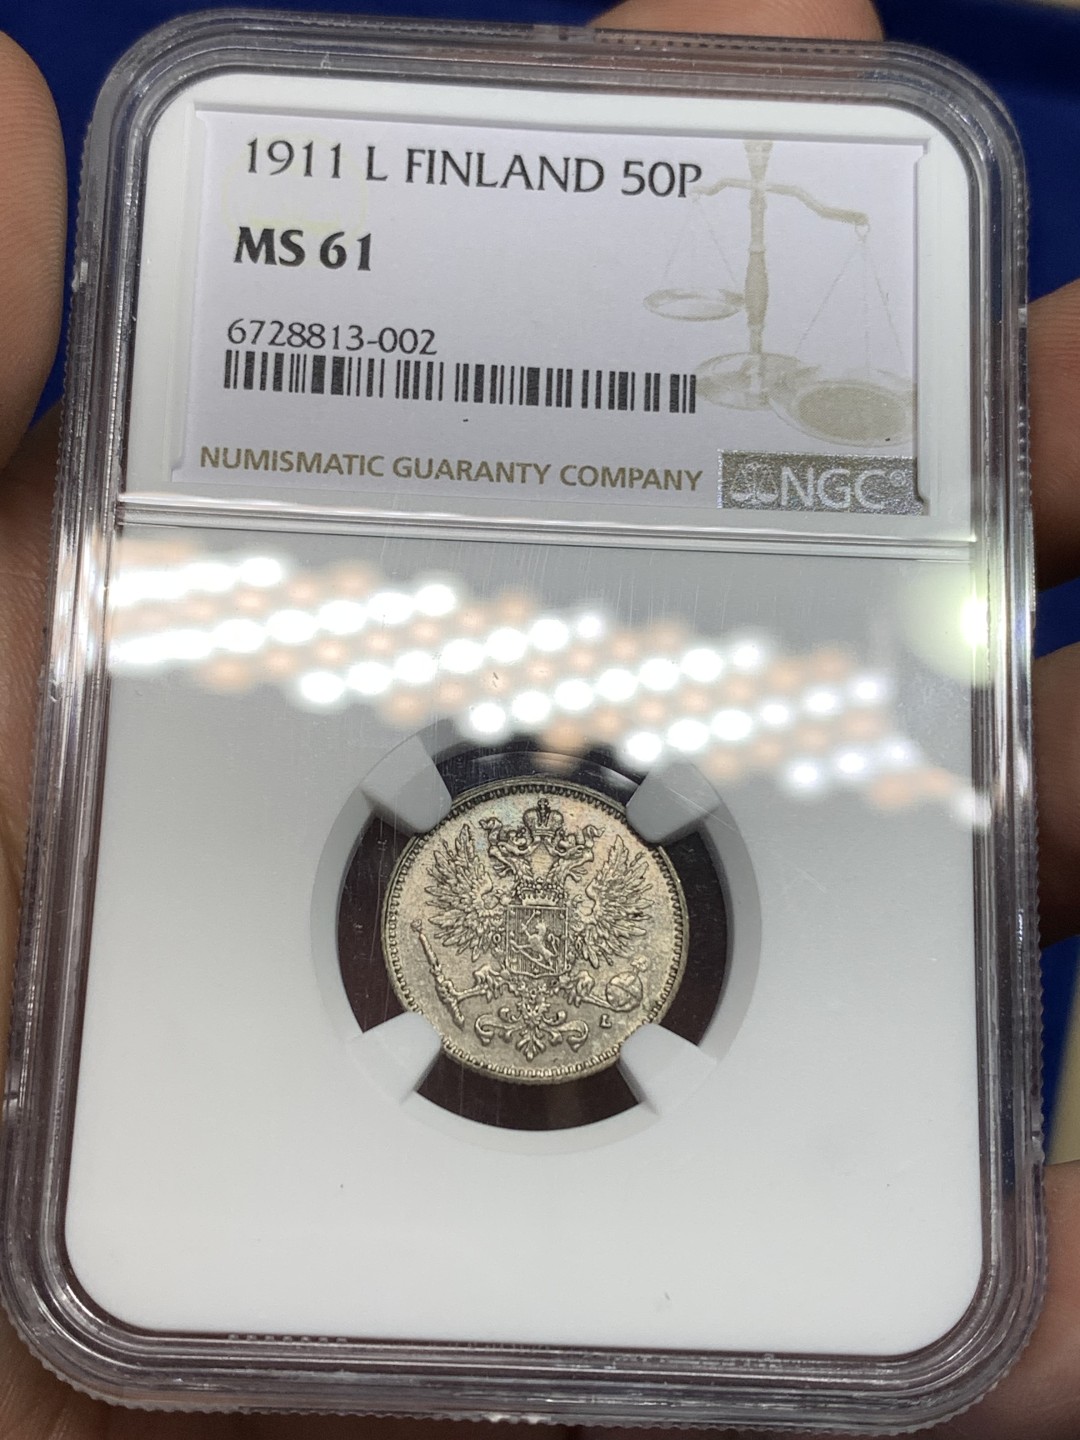 1911 L FINLAND 50P
MS 61
6728813-002
NUMISMATIC GUARANTY COMPANY
NGC®
L